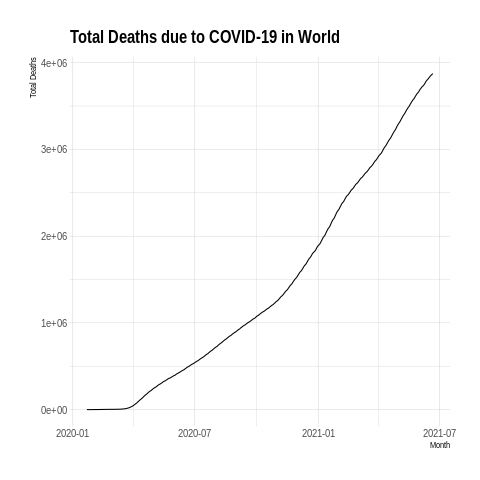 Total Deaths due to COVID-19 in World
Total Deaths
4e+06
3e+06
2e+06
1e+06
0e+00
2020-01 2020-07 2021-01 2021-07
Month